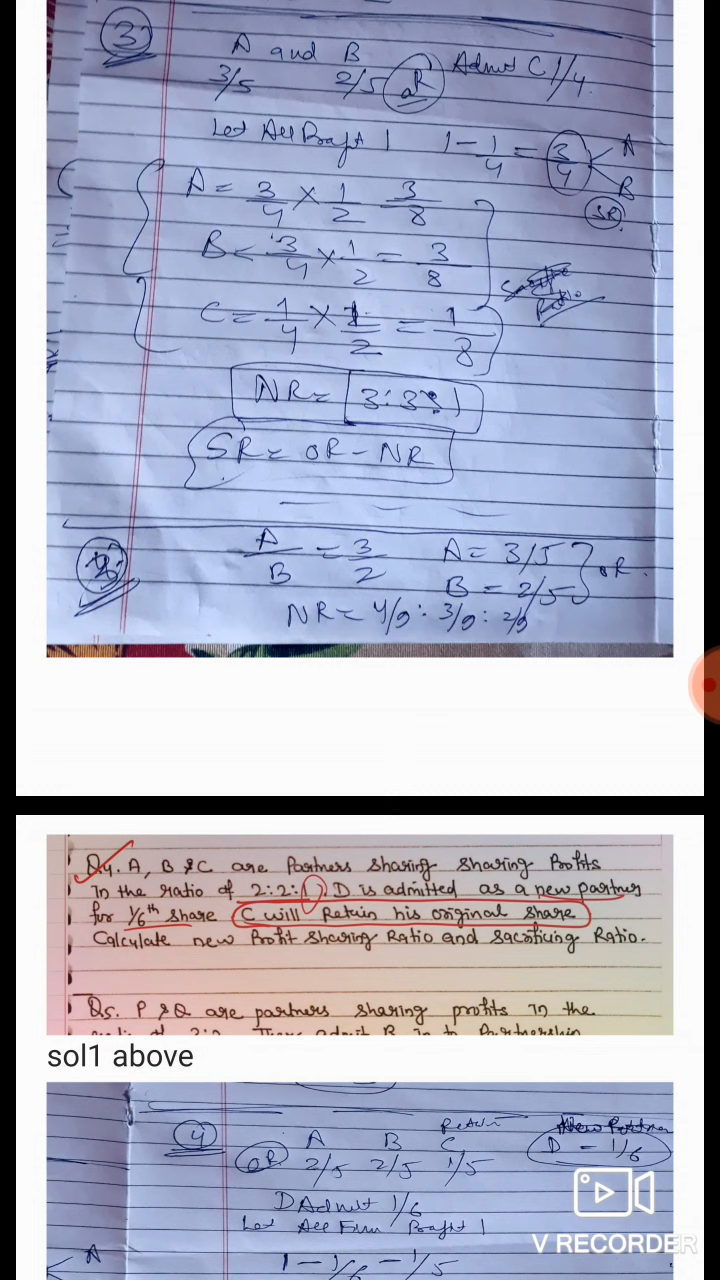 3
A and B
3/5 2/5 OR Admit C 1/4
Let All Profit 1 1 - 1/4 = 3/4 A
B
SR
A = 3/4 × 1/2 3/8
B = 3/4 × 1/2 = 3/8
C = 1/4 × 1/2 = 1/8
NR = 3:3:1
SR = OR - NR
A/B = 3/2 A = 3/5
B = 2/5 OR
NR = 4/9 : 3/9 : 2/9
Q4. A, B & C are Partners Sharing Sharing Profits
In the ratio of 2:2:1. D is admitted as a new partner
for 1/6th share C will Retain his original share
Calculate new Profit Sharing Ratio and Sacrificing Ratio.
Q5. P & Q are partners sharing profits in the
sol1 above
4 A B C New Partner
OR 2/5 2/5 1/5 D - 1/6
D Admit 1/6
Let All Firm Profit 1
A 1 - 1/6 - 1/5
V RECORDER